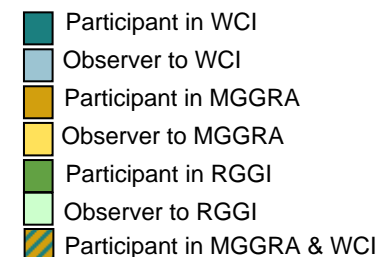 Participant in WCI
Observer to WCI
Participant in MGGRA
Observer to MGGRA
Participant in RGGI
Observer to RGGI
Participant in MGGRA & WCI